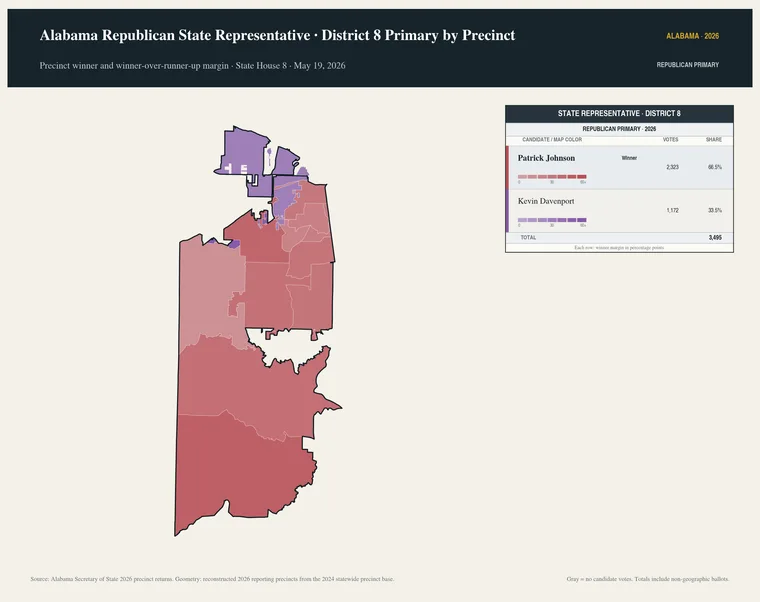 Alabama Republican State Representative · District 8 Primary by Precinct
ALABAMA · 2026
Precinct winner and winner-over-runner-up margin · State House 8 · May 19, 2026
REPUBLICAN PRIMARY
STATE REPRESENTATIVE · DISTRICT 8
REPUBLICAN PRIMARY · 2026
CANDIDATE / MAP COLOR VOTES SHARE
Patrick Johnson Winner 2,323 66.5%
Kevin Davenport 1,172 33.5%
TOTAL 3,495
Each row: winner margin in percentage points
Source: Alabama Secretary of State 2026 precinct returns. Geometry: reconstructed 2026 reporting precincts from the 2024 statewide precinct base.
Gray = no candidate votes. Totals include non-geographic ballots.